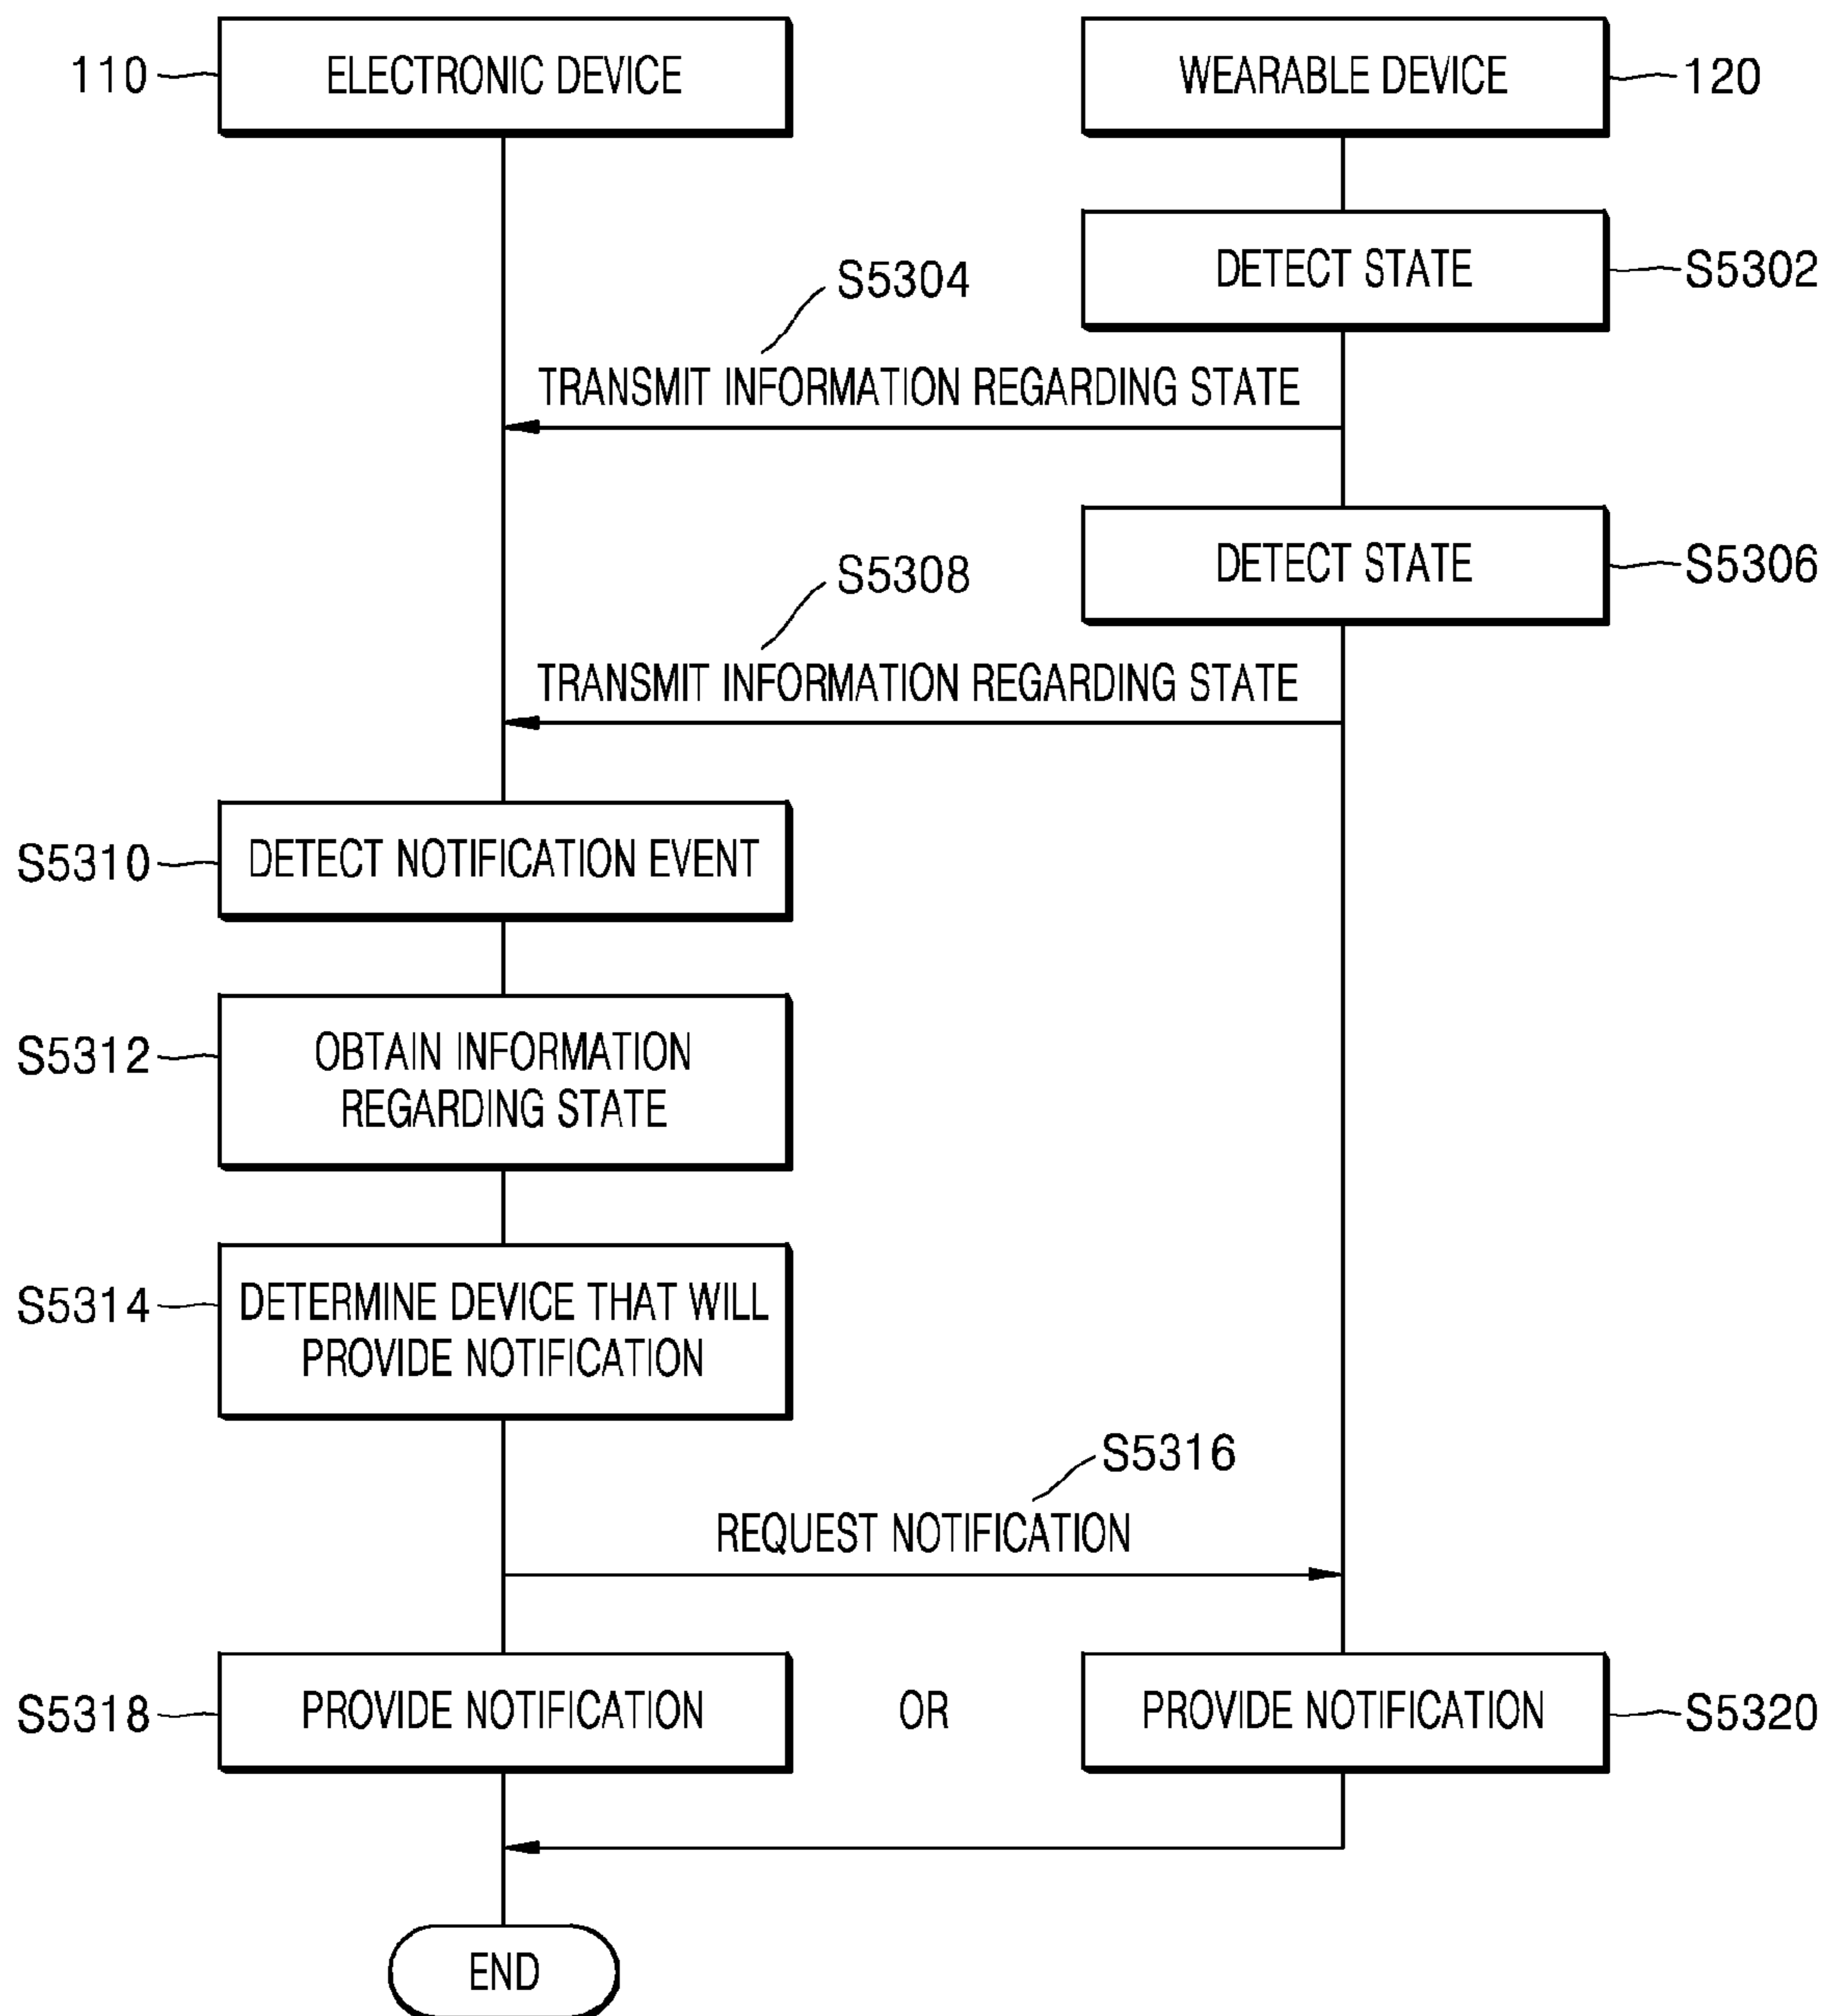 110
ELECTRONIC DEVICE
WEARABLE DEVICE
120
DETECT STATE
S5302
S5304
TRANSMIT INFORMATION REGARDING STATE
DETECT STATE
S5306
S5308
TRANSMIT INFORMATION REGARDING STATE
S5310
DETECT NOTIFICATION EVENT
S5312
OBTAIN INFORMATION
REGARDING STATE
S5314
DETERMINE DEVICE THAT WILL
PROVIDE NOTIFICATION
S5316
REQUEST NOTIFICATION
S5318
PROVIDE NOTIFICATION
OR
PROVIDE NOTIFICATION
S5320
END